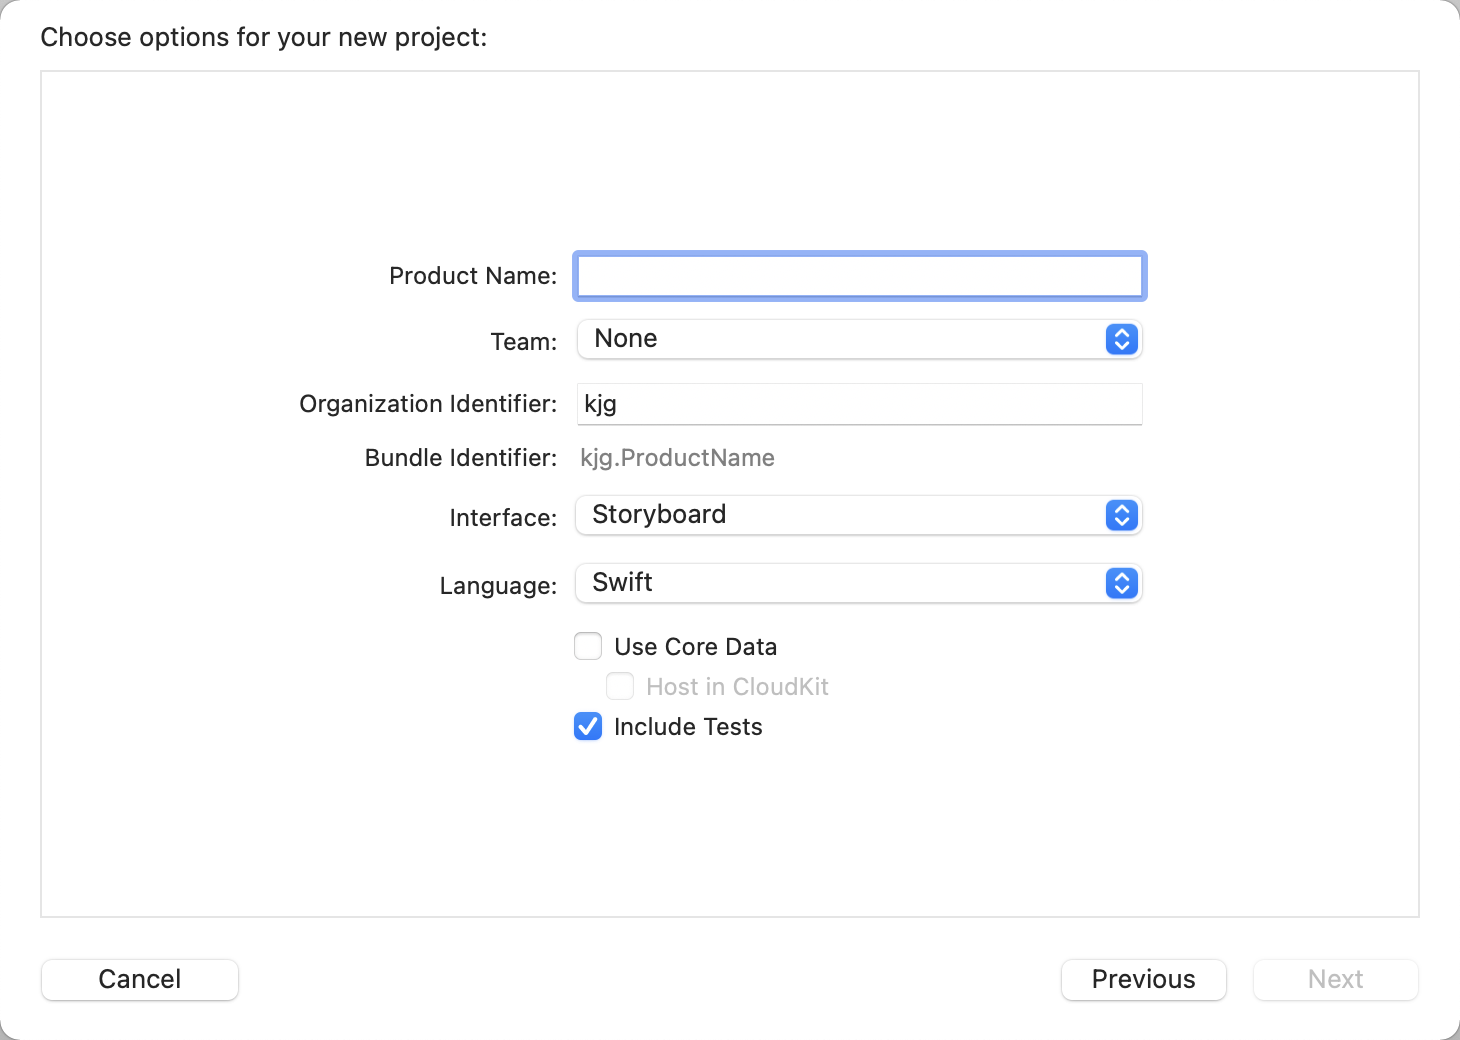 Choose options for your new project:
Product Name:
Team: None
Organization Identifier: kjg
Bundle Identifier: kjg.ProductName
Interface: Storyboard
Language: Swift
Use Core Data
Host in CloudKit
Include Tests
Cancel Previous Next